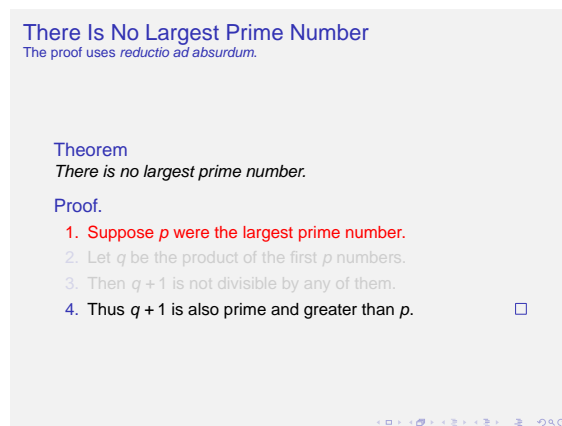 There Is No Largest Prime Number
The proof uses reductio ad absurdum.
Theorem
There is no largest prime number.
Proof.
1. Suppose p were the largest prime number.
2. Let q be the product of the first p numbers.
3. Then q + 1 is not divisible by any of them.
4. Thus q + 1 is also prime and greater than p.